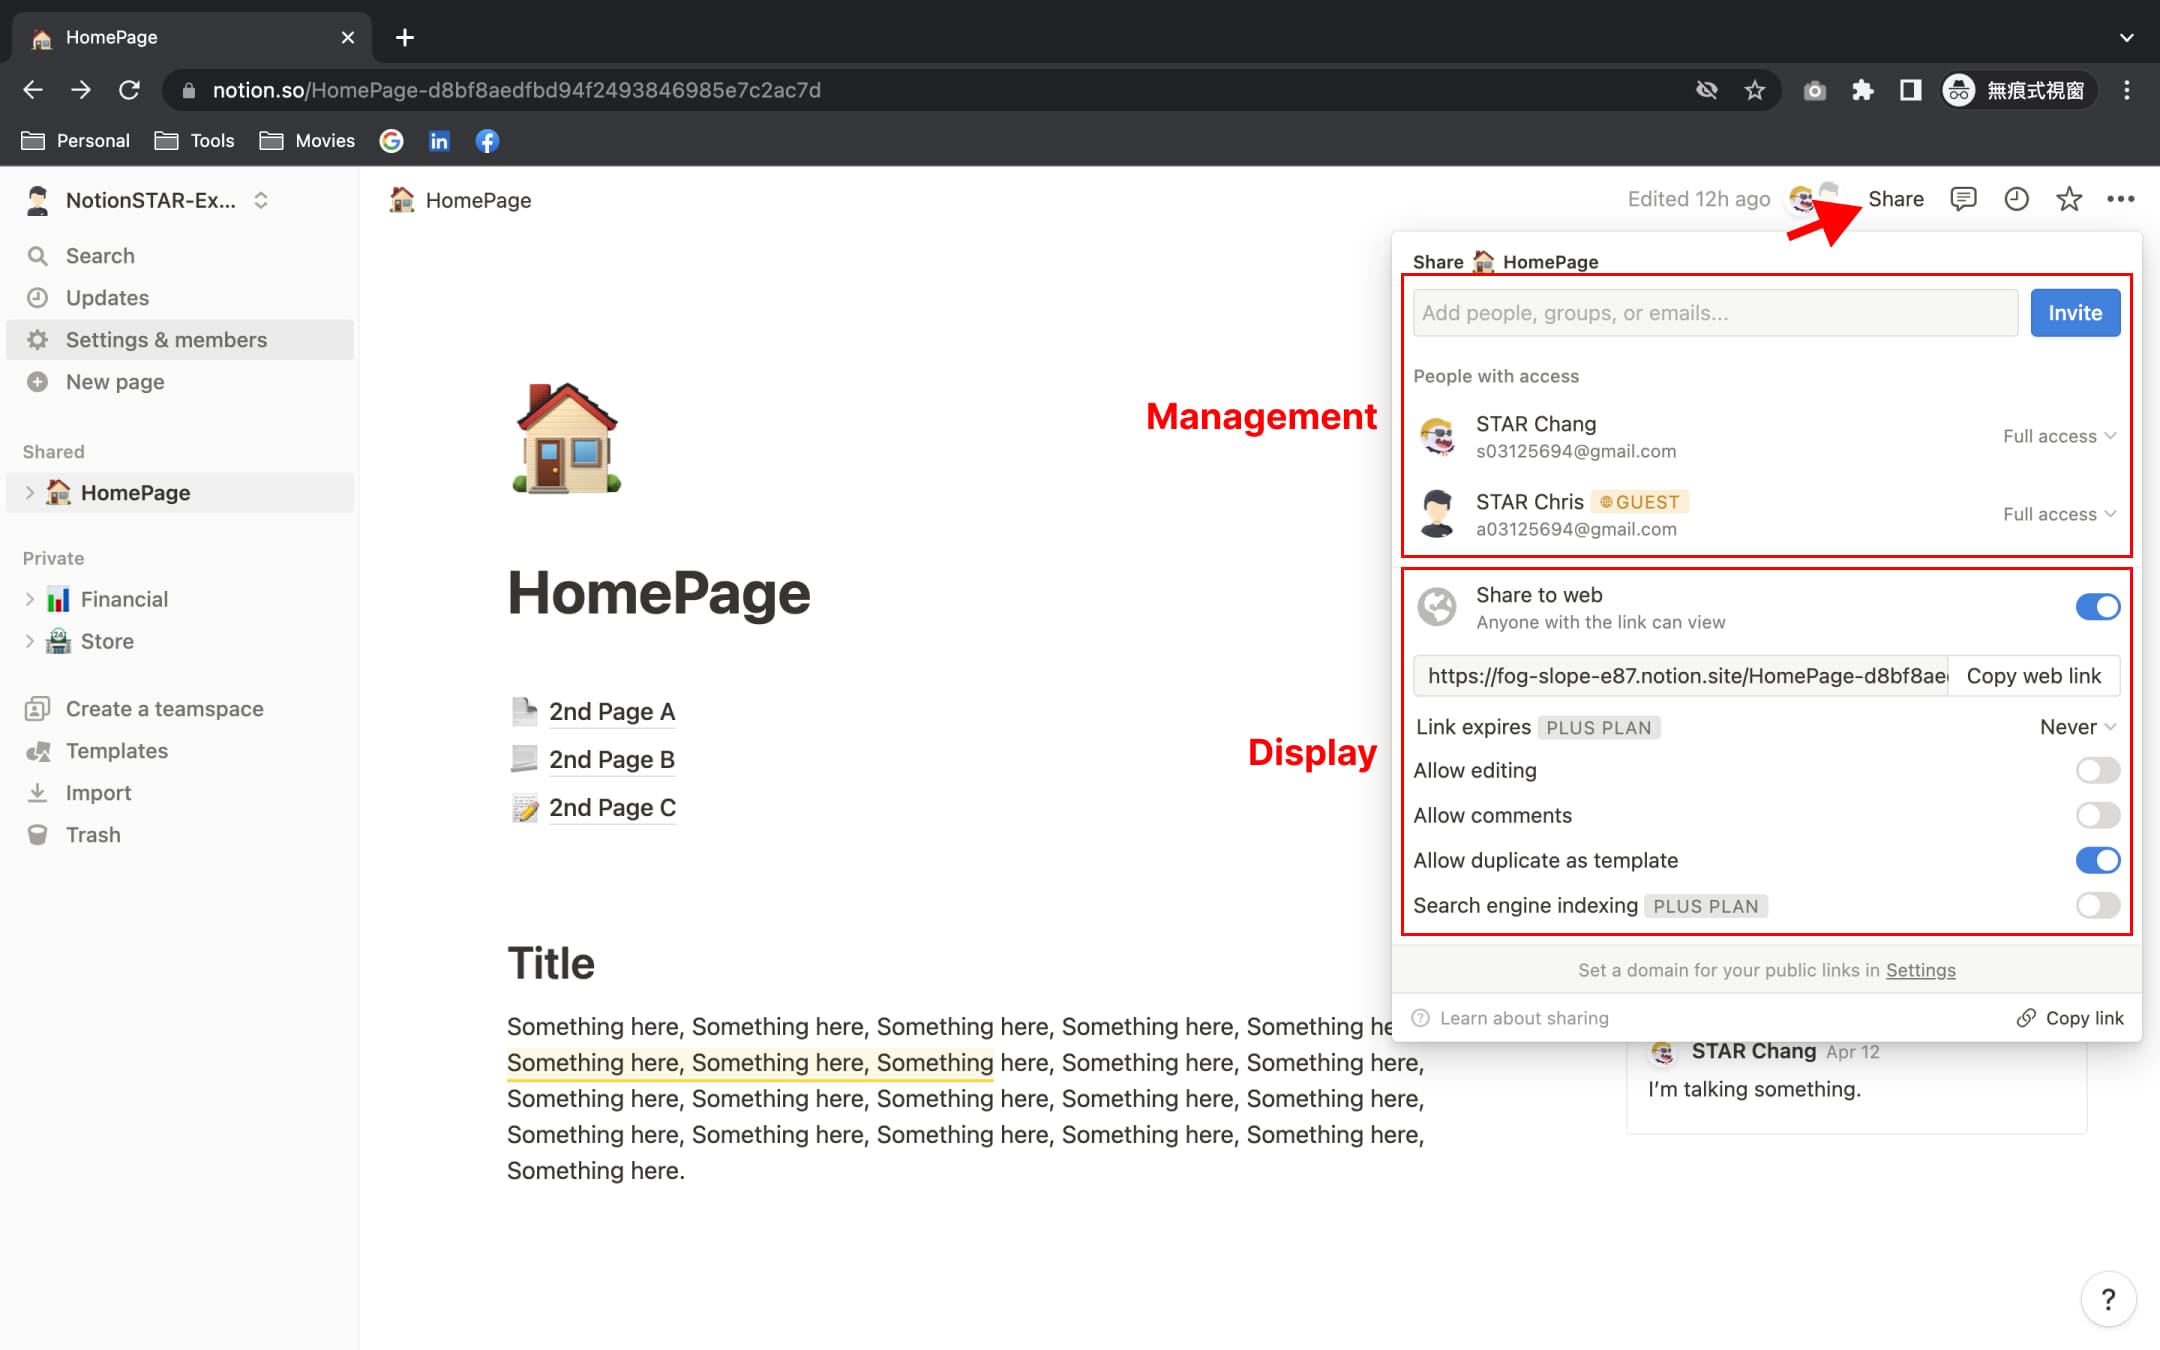 HomePage
notion.so/HomePage-d8bf8aedfbd94f2493846985e7c2ac7d
無痕式視窗
Personal
Tools
Movies
NotionSTAR-Ex...
Search
Updates
Settings & members
New page
Shared
HomePage
Private
Financial
Store
Create a teamspace
Templates
Import
Trash
HomePage
Edited 12h ago
Share
HomePage
2nd Page A
2nd Page B
2nd Page C
Title
Something here, Something here, Something here, Something here, Something he
Something here, Something here, Something here, Something here, Something here,
Something here, Something here, Something here, Something here, Something here,
Something here, Something here, Something here, Something here, Something here,
Something here.
Management
Display
Share HomePage
Add people, groups, or emails...
Invite
People with access
STAR Chang
s03125694@gmail.com
Full access
STAR Chris GUEST
a03125694@gmail.com
Full access
Share to web
Anyone with the link can view
https://fog-slope-e87.notion.site/HomePage-d8bf8ae
Copy web link
Link expires PLUS PLAN
Never
Allow editing
Allow comments
Allow duplicate as template
Search engine indexing PLUS PLAN
Set a domain for your public links in Settings
Learn about sharing
Copy link
STAR Chang Apr 12
I'm talking something.
?